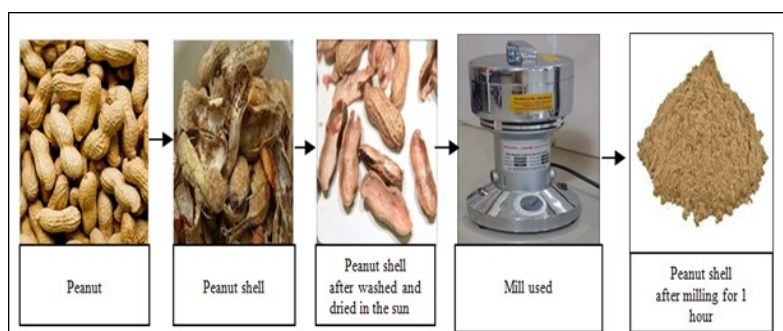 Peanut
Peanut shell
Peanut shell
after washed and
dried in the sun
Mill used
Peanut shell
after milling for 1
hour